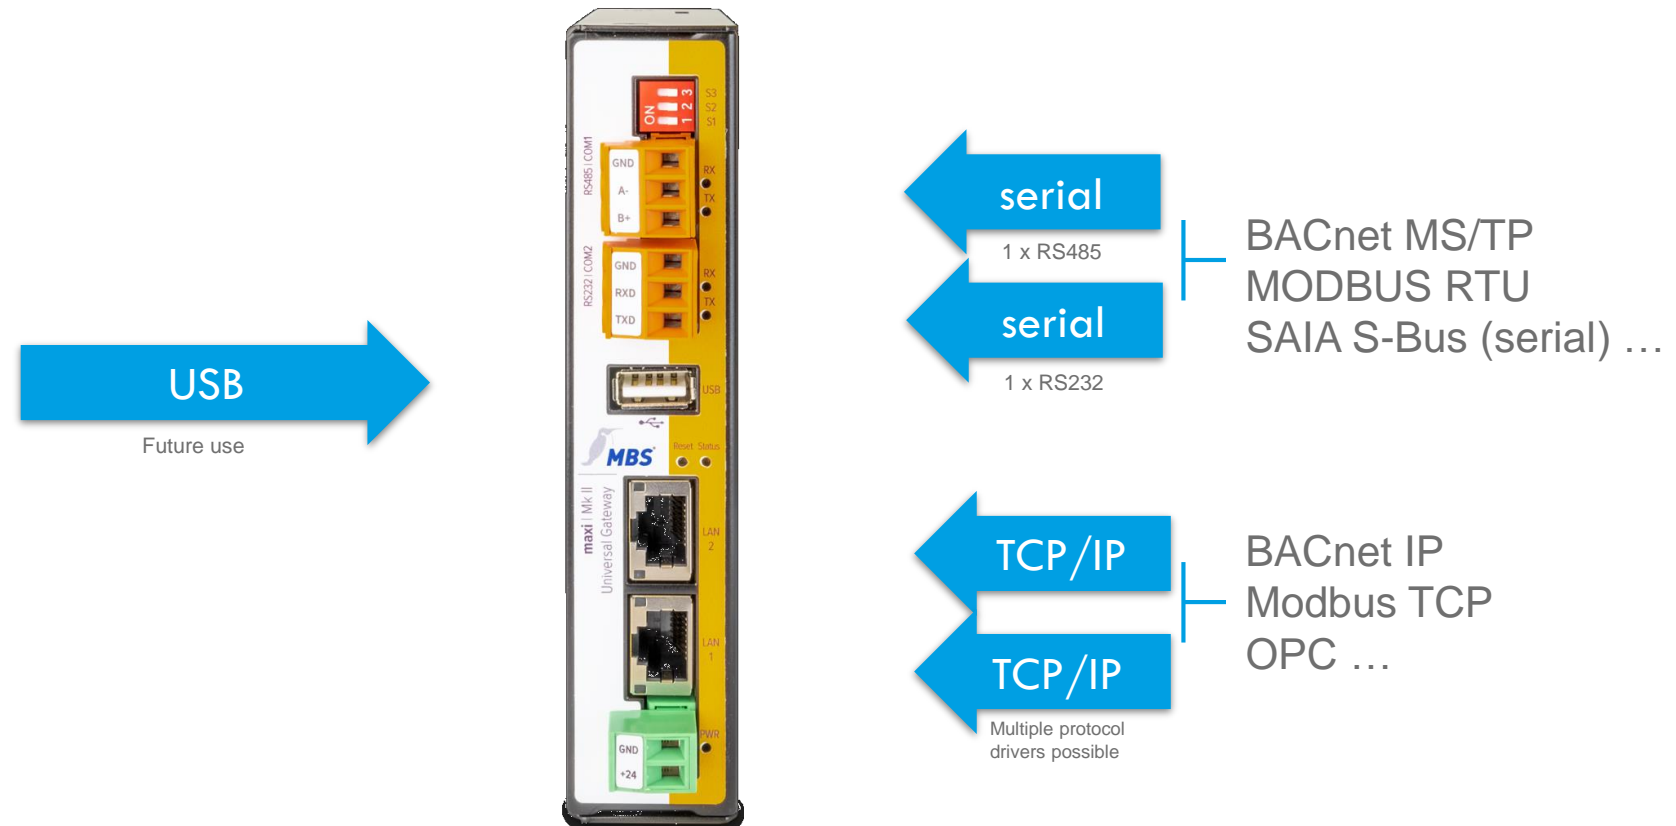 USB
Future use
ON
1 2 3
S3
S2
S1
RS485 | COM1
GND
A-
B+
RX
TX
RS232 | COM2
GND
RXD
TXD
RX
TX
USB
MBS
Reset Status
maxi | Mk II
Universal Gateway
LAN
2
LAN
1
PWR
GND
+24
serial
1 x RS485
serial
1 x RS232
BACnet MS/TP
MODBUS RTU
SAIA S-Bus (serial) …
TCP/IP
TCP/IP
Multiple protocol
drivers possible
BACnet IP
Modbus TCP
OPC …